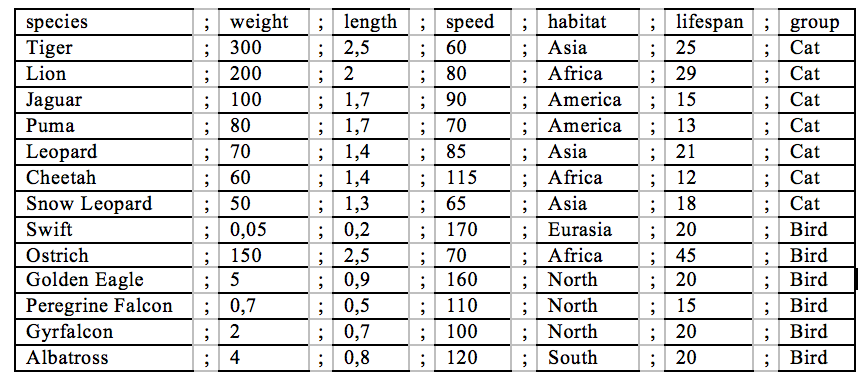 species ; weight ; length ; speed ; habitat ; lifespan ; group
Tiger ; 300 ; 2,5 ; 60 ; Asia ; 25 ; Cat
Lion ; 200 ; 2 ; 80 ; Africa ; 29 ; Cat
Jaguar ; 100 ; 1,7 ; 90 ; America ; 15 ; Cat
Puma ; 80 ; 1,7 ; 70 ; America ; 13 ; Cat
Leopard ; 70 ; 1,4 ; 85 ; Asia ; 21 ; Cat
Cheetah ; 60 ; 1,4 ; 115 ; Africa ; 12 ; Cat
Snow Leopard ; 50 ; 1,3 ; 65 ; Asia ; 18 ; Cat
Swift ; 0,05 ; 0,2 ; 170 ; Eurasia ; 20 ; Bird
Ostrich ; 150 ; 2,5 ; 70 ; Africa ; 45 ; Bird
Golden Eagle ; 5 ; 0,9 ; 160 ; North ; 20 ; Bird
Peregrine Falcon ; 0,7 ; 0,5 ; 110 ; North ; 15 ; Bird
Gyrfalcon ; 2 ; 0,7 ; 100 ; North ; 20 ; Bird
Albatross ; 4 ; 0,8 ; 120 ; South ; 20 ; Bird